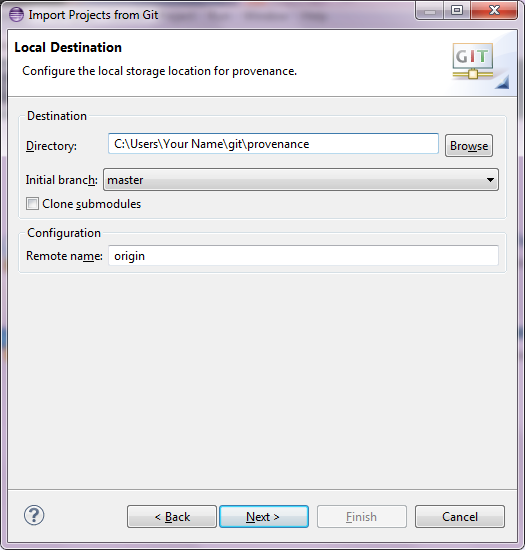 Import Projects from Git
Local Destination
Configure the local storage location for provenance.
GIT
Destination
Directory: C:\Users\Your Name\git\provenance Browse
Initial branch: master
Clone submodules
Configuration
Remote name: origin
? < Back Next > Finish Cancel